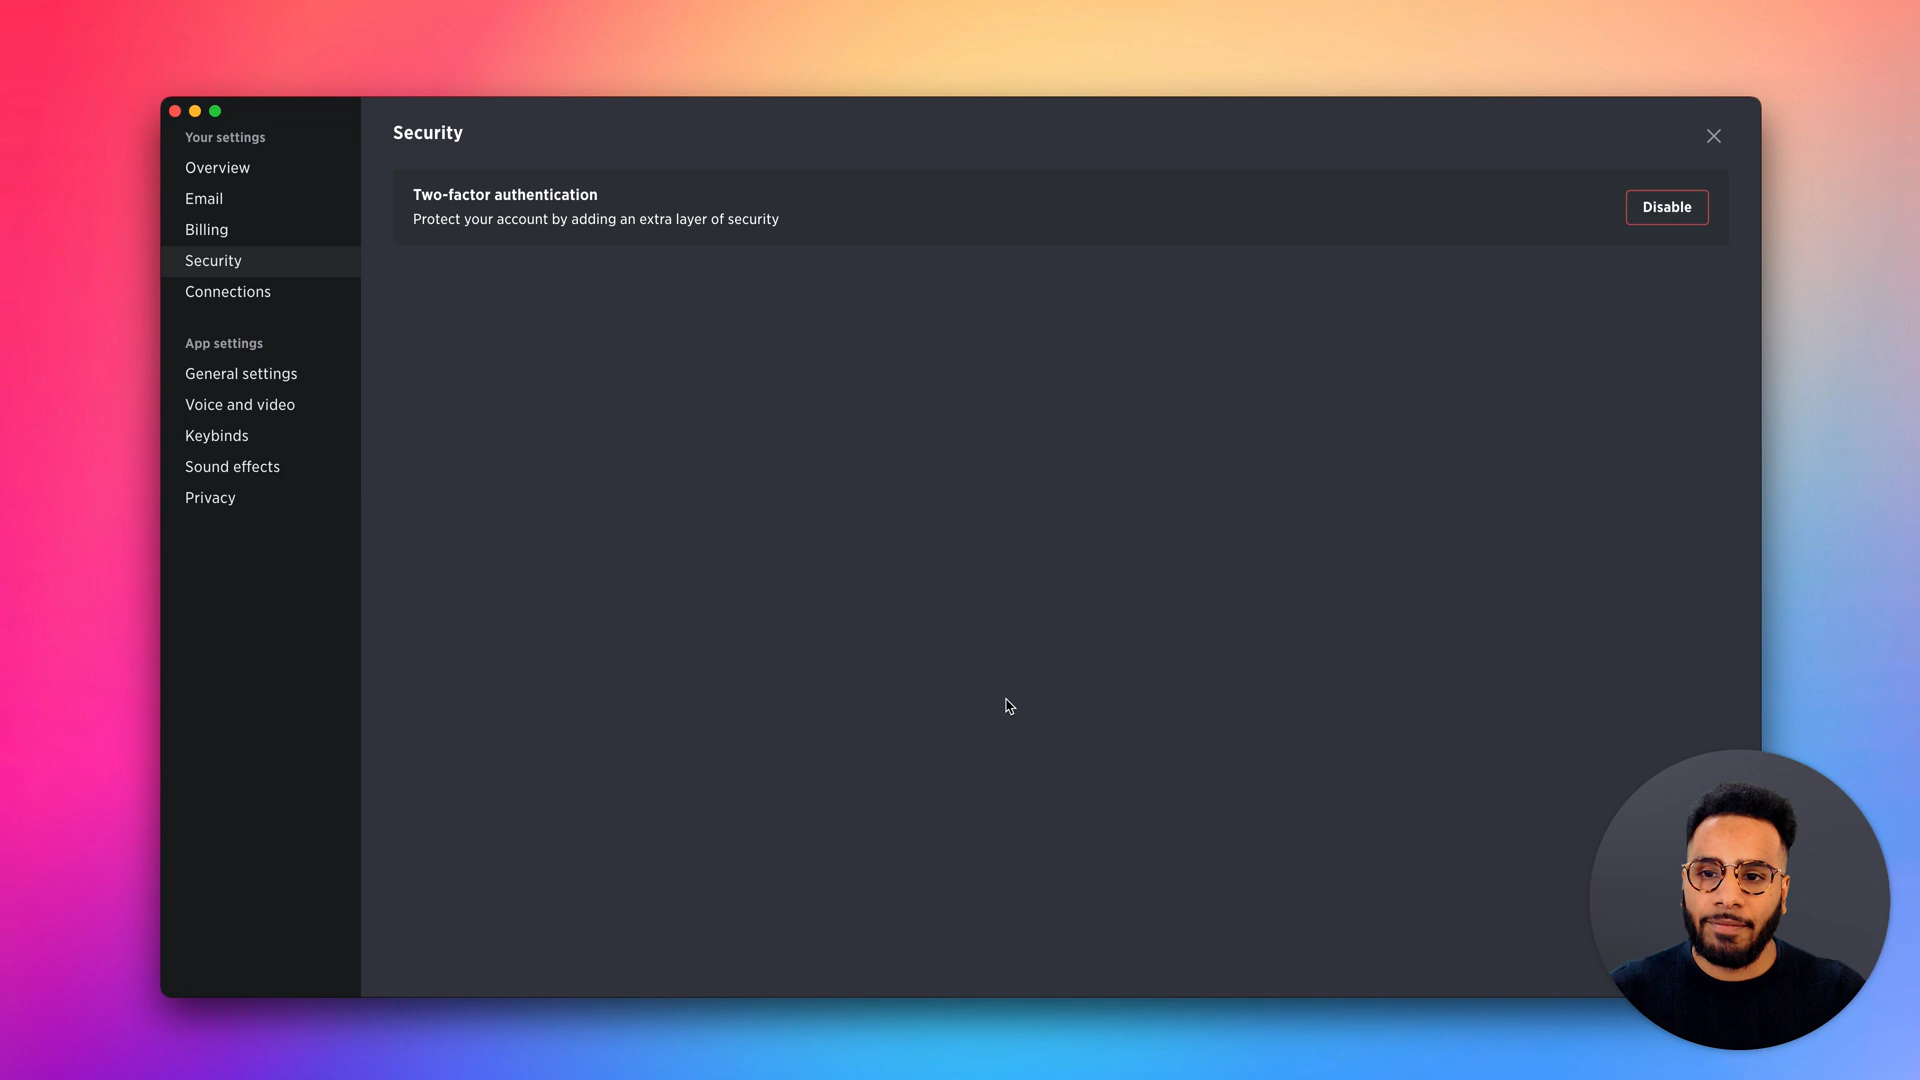 Your settings
Overview
Email
Billing
Security
Connections
App settings
General settings
Voice and video
Keybinds
Sound effects
Privacy
Security
Two-factor authentication
Protect your account by adding an extra layer of security
Disable